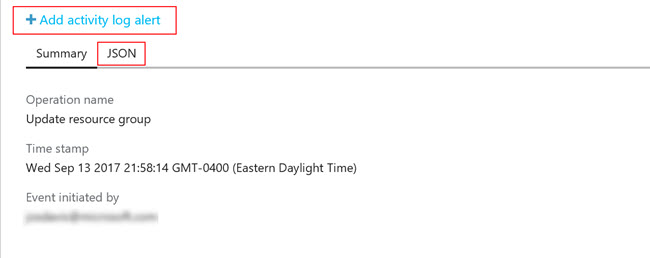 + Add activity log alert
Summary JSON
Operation name
Update resource group
Time stamp
Wed Sep 13 2017 21:58:14 GMT-0400 (Eastern Daylight Time)
Event initiated by